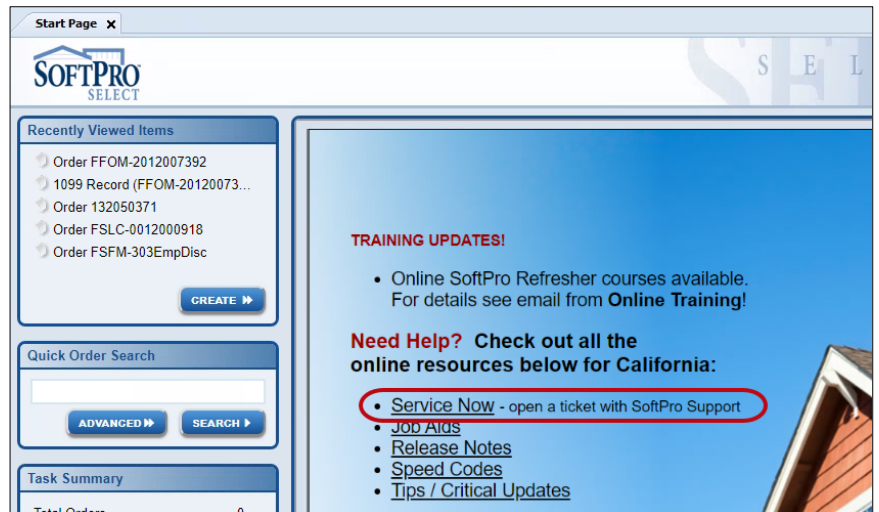 Start Page x
SOFTPRO
SELECT
S E L
Recently Viewed Items
Order FFOM-2012007392
1099 Record (FFOM-20120073...
Order 132050371
Order FSLC-0012000918
Order FSFM-303EmpDisc
CREATE
Quick Order Search
ADVANCED
SEARCH
Task Summary
TRAINING UPDATES!
• Online SoftPro Refresher courses available.
For details see email from Online Training!
Need Help? Check out all the
online resources below for California:
• Service Now - open a ticket with SoftPro Support
• Job Aids
• Release Notes
• Speed Codes
• Tips / Critical Updates